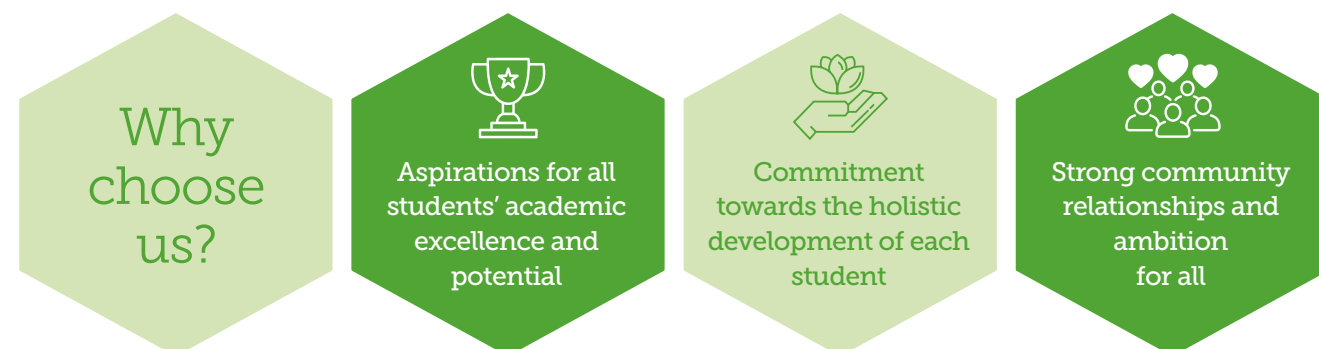 Why
choose
us?
Aspirations for all
students’ academic
excellence and
potential
Commitment
towards the holistic
development of each
student
Strong community
relationships and
ambition
for all